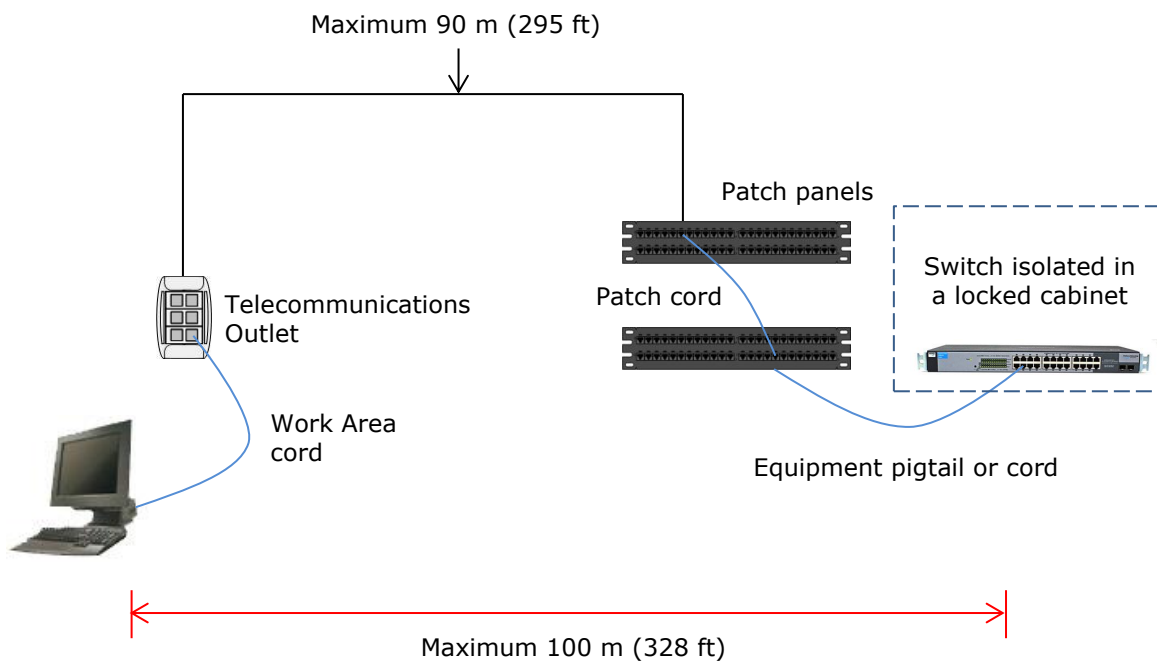 Maximum 90 m (295 ft)
Patch panels
Switch isolated in
a locked cabinet
Patch cord
Telecommunications
Outlet
Work Area
cord
Equipment pigtail or cord
Maximum 100 m (328 ft)